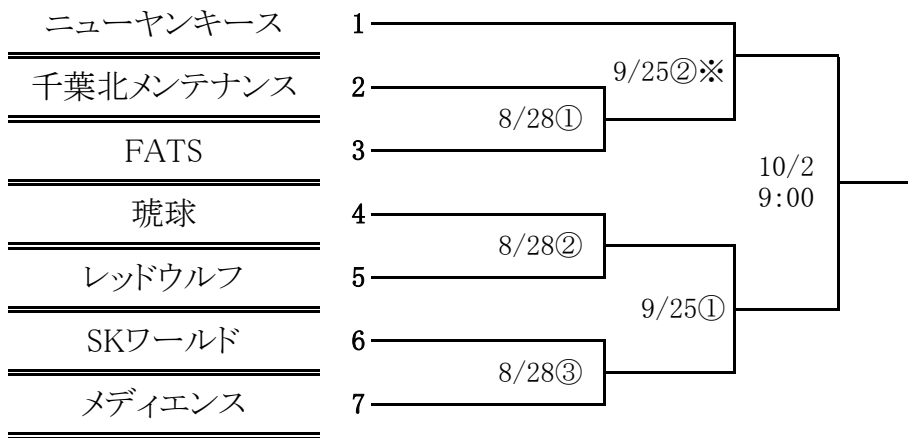 ニューヤンキース 1
9/25②※
千葉北メンテナンス 2
8/28①
FATS 3
10/2
9:00
琥球 4
8/28②
レッドウルフ 5
9/25①
SKワールド 6
8/28③
メディエンス 7